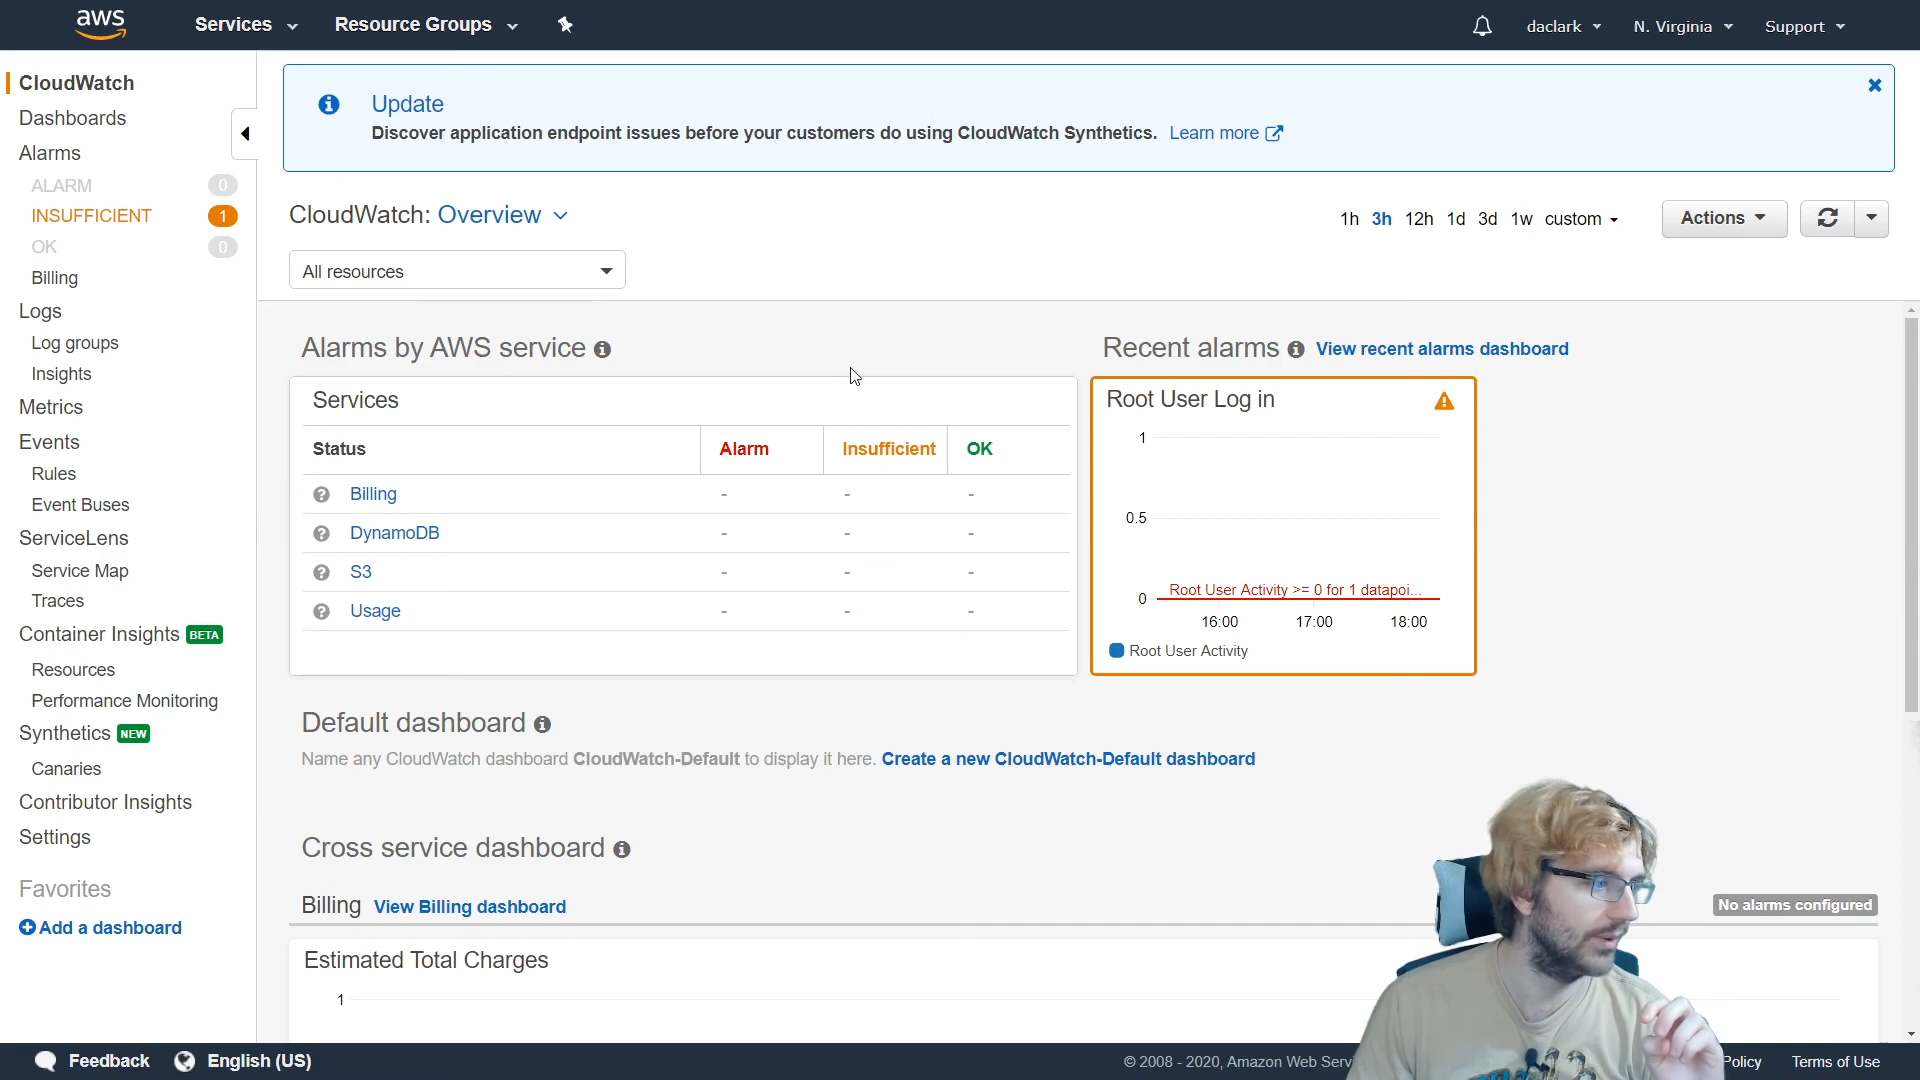 aws Services Resource Groups daclark N. Virginia Support
CloudWatch
Dashboards
Alarms
ALARM 0
INSUFFICIENT 1
OK 0
Billing
Logs
Log groups
Insights
Metrics
Events
Rules
Event Buses
ServiceLens
Service Map
Traces
Container Insights BETA
Resources
Performance Monitoring
Synthetics NEW
Canaries
Contributor Insights
Settings
Favorites
Add a dashboard
Update
Discover application endpoint issues before your customers do using CloudWatch Synthetics. Learn more
CloudWatch: Overview
1h 3h 12h 1d 3d 1w custom Actions
All resources
Alarms by AWS service
Services
Status Alarm Insufficient OK
Billing - - -
DynamoDB - - -
S3 - - -
Usage - - -
Recent alarms View recent alarms dashboard
Root User Log in
1
0.5
Root User Activity >= 0 for 1 datapoi...
0
16:00 17:00 18:00
Root User Activity
Default dashboard
Name any CloudWatch dashboard CloudWatch-Default to display it here. Create a new CloudWatch-Default dashboard
Cross service dashboard
Billing View Billing dashboard No alarms configured
Estimated Total Charges
1
Feedback English (US) © 2008 - 2020, Amazon Web Servi Policy Terms of Use